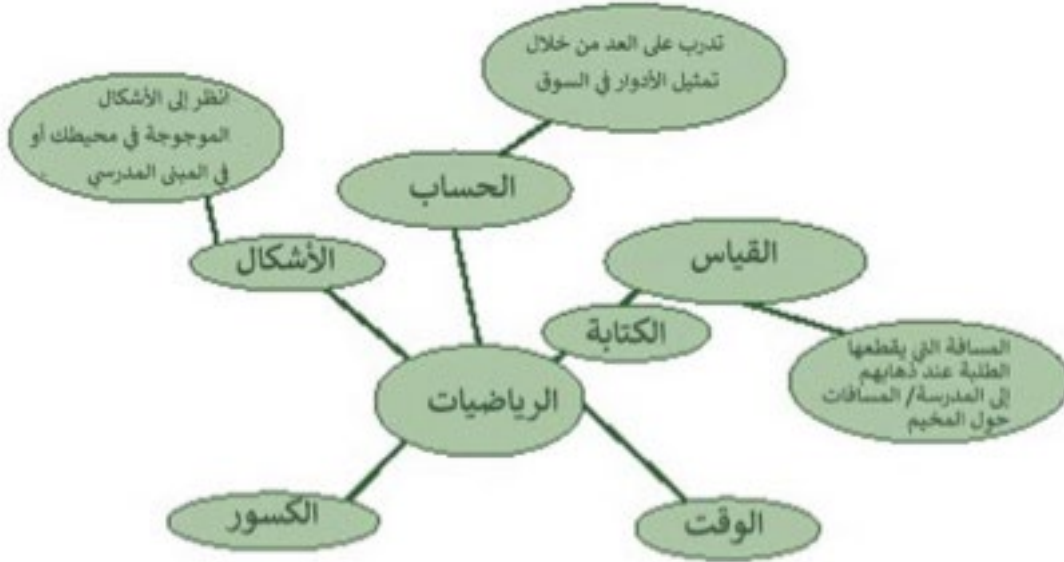 تدرب على العد من خلال
تمثيل الأدوار في السوق
انظر إلى الأشكال
الموجوجة في محيطك أو
في المبنى المدرسي
الحساب
القياس
الأشكال
الكتابة
المسافة التي يقطعها
الطلبة عند ذهابهم
إلى المدرسة/ المسافات
حول المخيم
الرياضيات
الكسور
الوقت